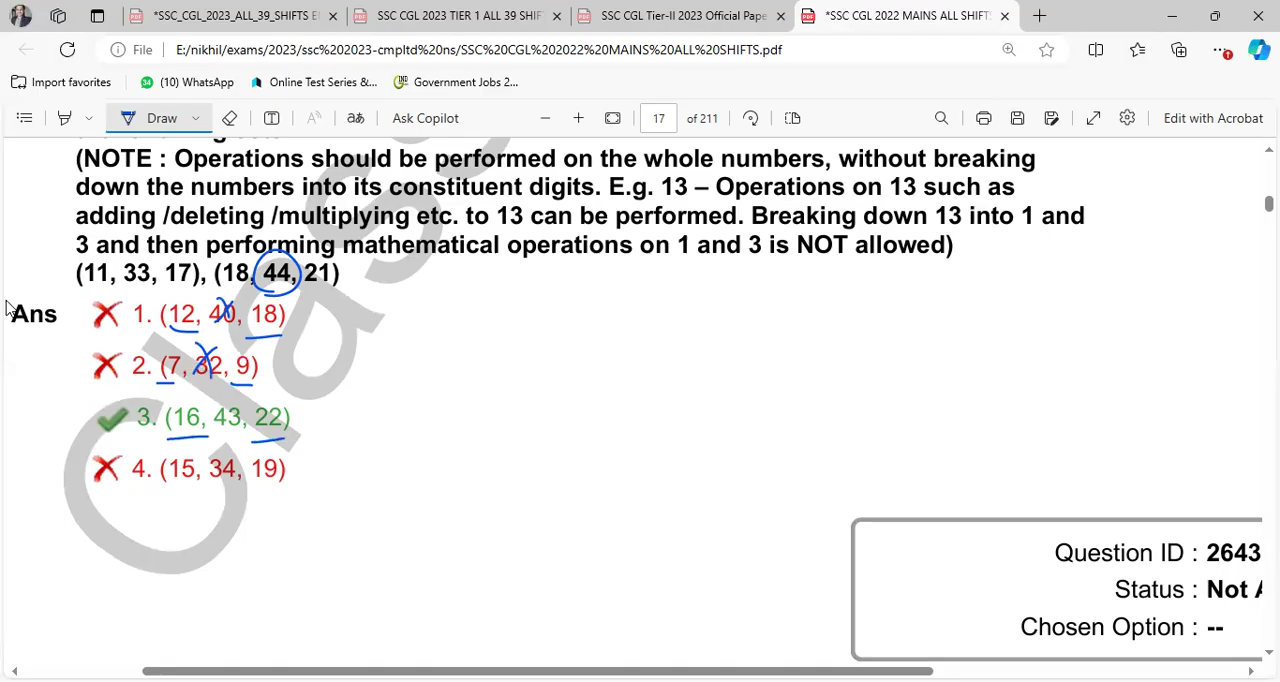 *SSC_CGL_2023_ALL_39_SHIFTS E
SSC CGL 2023 TIER 1 ALL 39 SHIF
SSC CGL Tier-II 2023 Official Pape
*SSC CGL 2022 MAINS ALL SHIFT
File
E:/nikhil/exams/2023/ssc%202023-cmpltd%20ns/SSC%20CGL%202022%20MAINS%20ALL%20SHIFTS.pdf
Import favorites
34 (10) WhatsApp
Online Test Series &...
Government Jobs 2...
Draw
aあ
Ask Copilot
17 of 211
Edit with Acrobat
(NOTE : Operations should be performed on the whole numbers, without breaking
down the numbers into its constituent digits. E.g. 13 – Operations on 13 such as
adding /deleting /multiplying etc. to 13 can be performed. Breaking down 13 into 1 and
3 and then performing mathematical operations on 1 and 3 is NOT allowed)
(11, 33, 17), (18, 44, 21)
Ans
1. (12, 40, 18)
2. (7, 32, 9)
3. (16, 43, 22)
4. (15, 34, 19)
Class
Question ID : 2643
Status : Not
Chosen Option : --